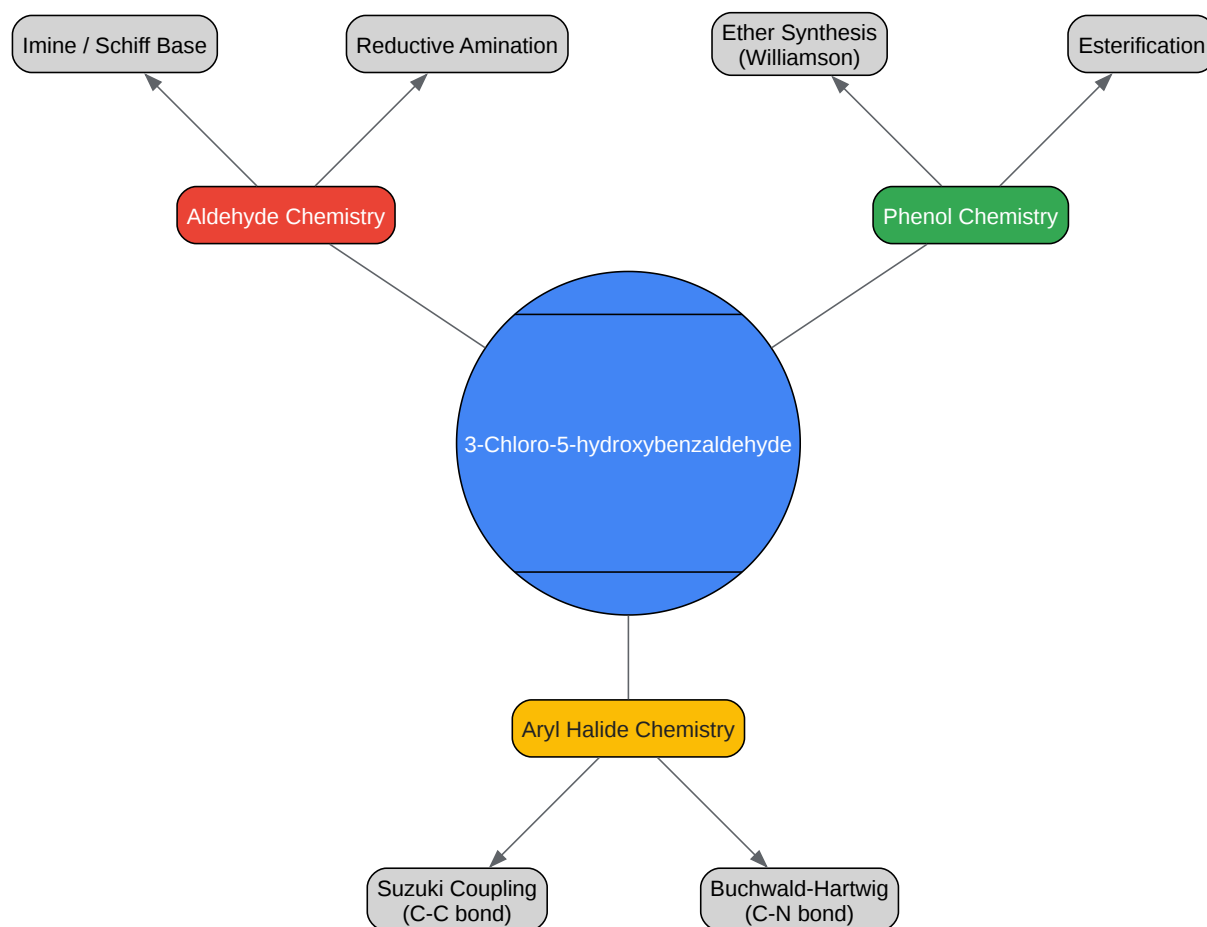 Imine / Schiff Base
Reductive Amination
Ether Synthesis
(Williamson)
Esterification
Aldehyde Chemistry
Phenol Chemistry
3-Chloro-5-hydroxybenzaldehyde
Aryl Halide Chemistry
Suzuki Coupling
(C-C bond)
Buchwald-Hartwig
(C-N bond)